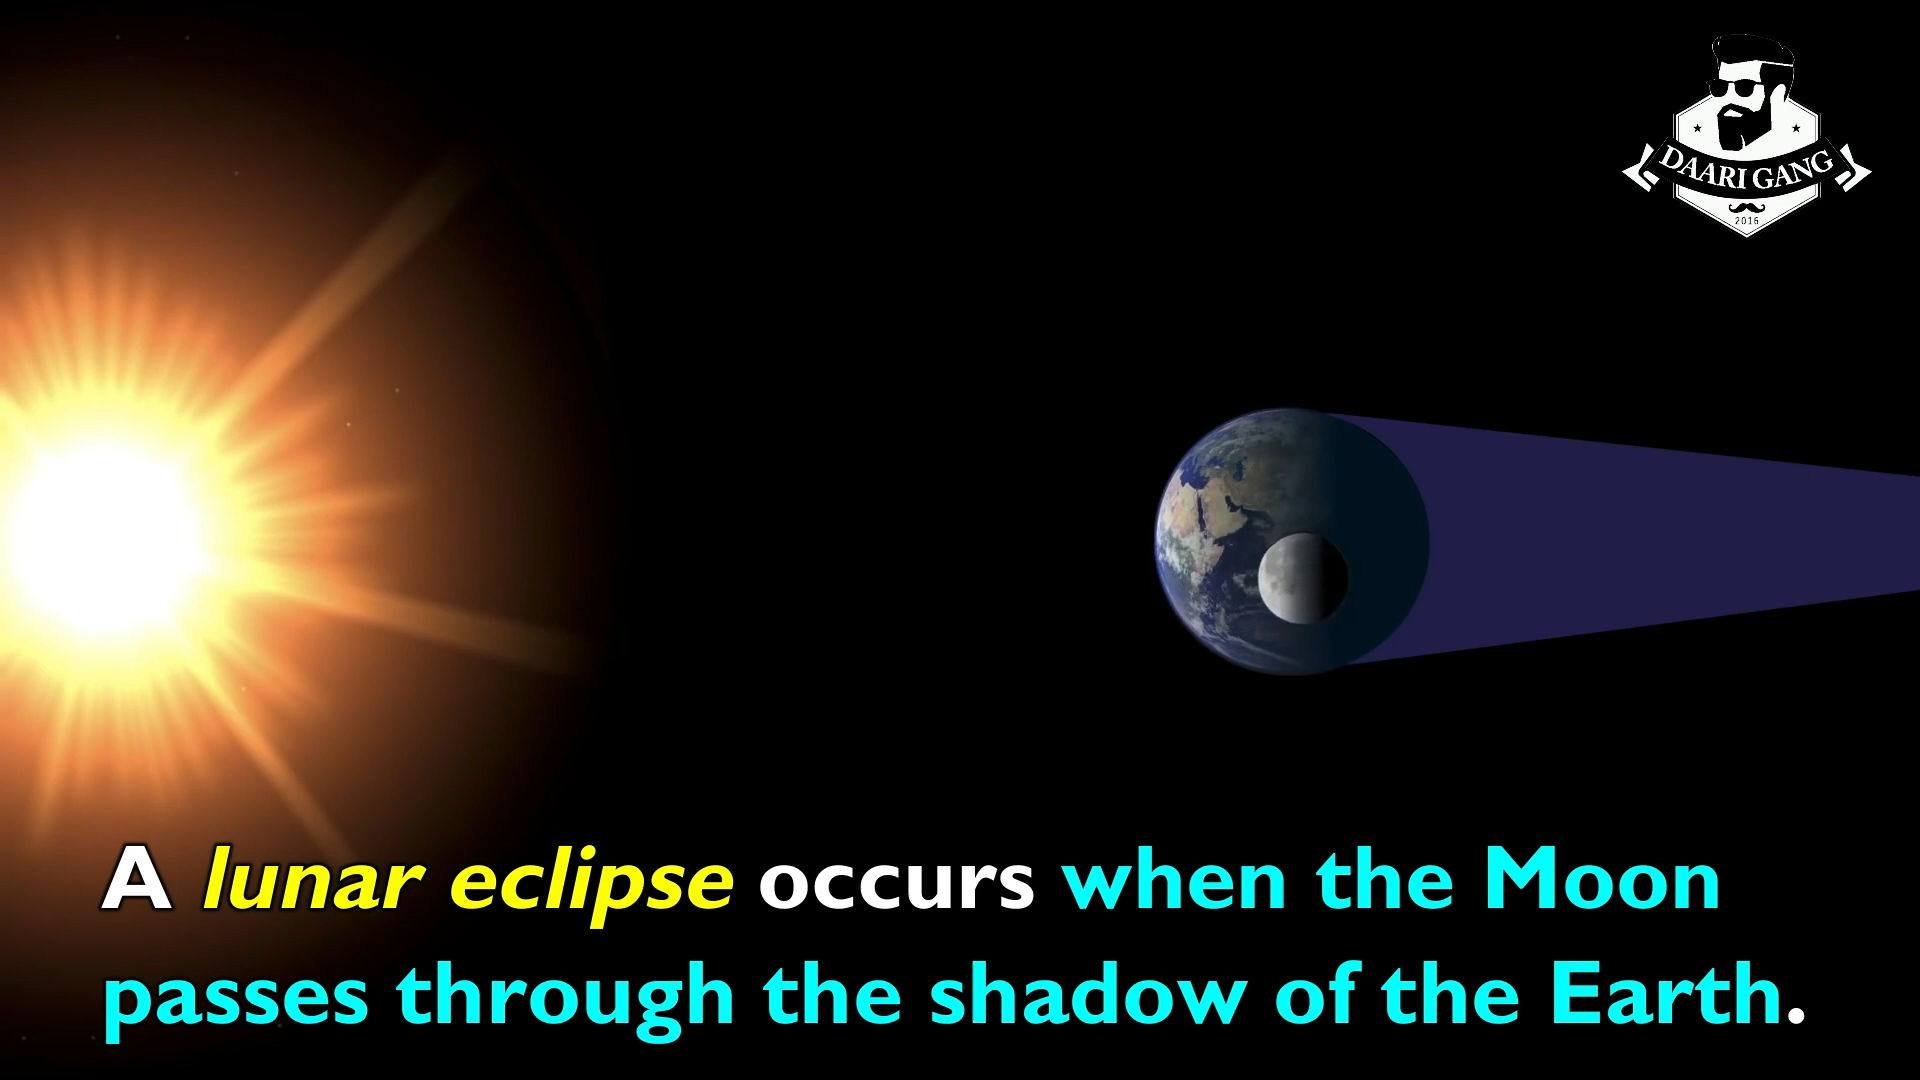 DAARI GANG
2016
A lunar eclipse occurs when the Moon
passes through the shadow of the Earth.